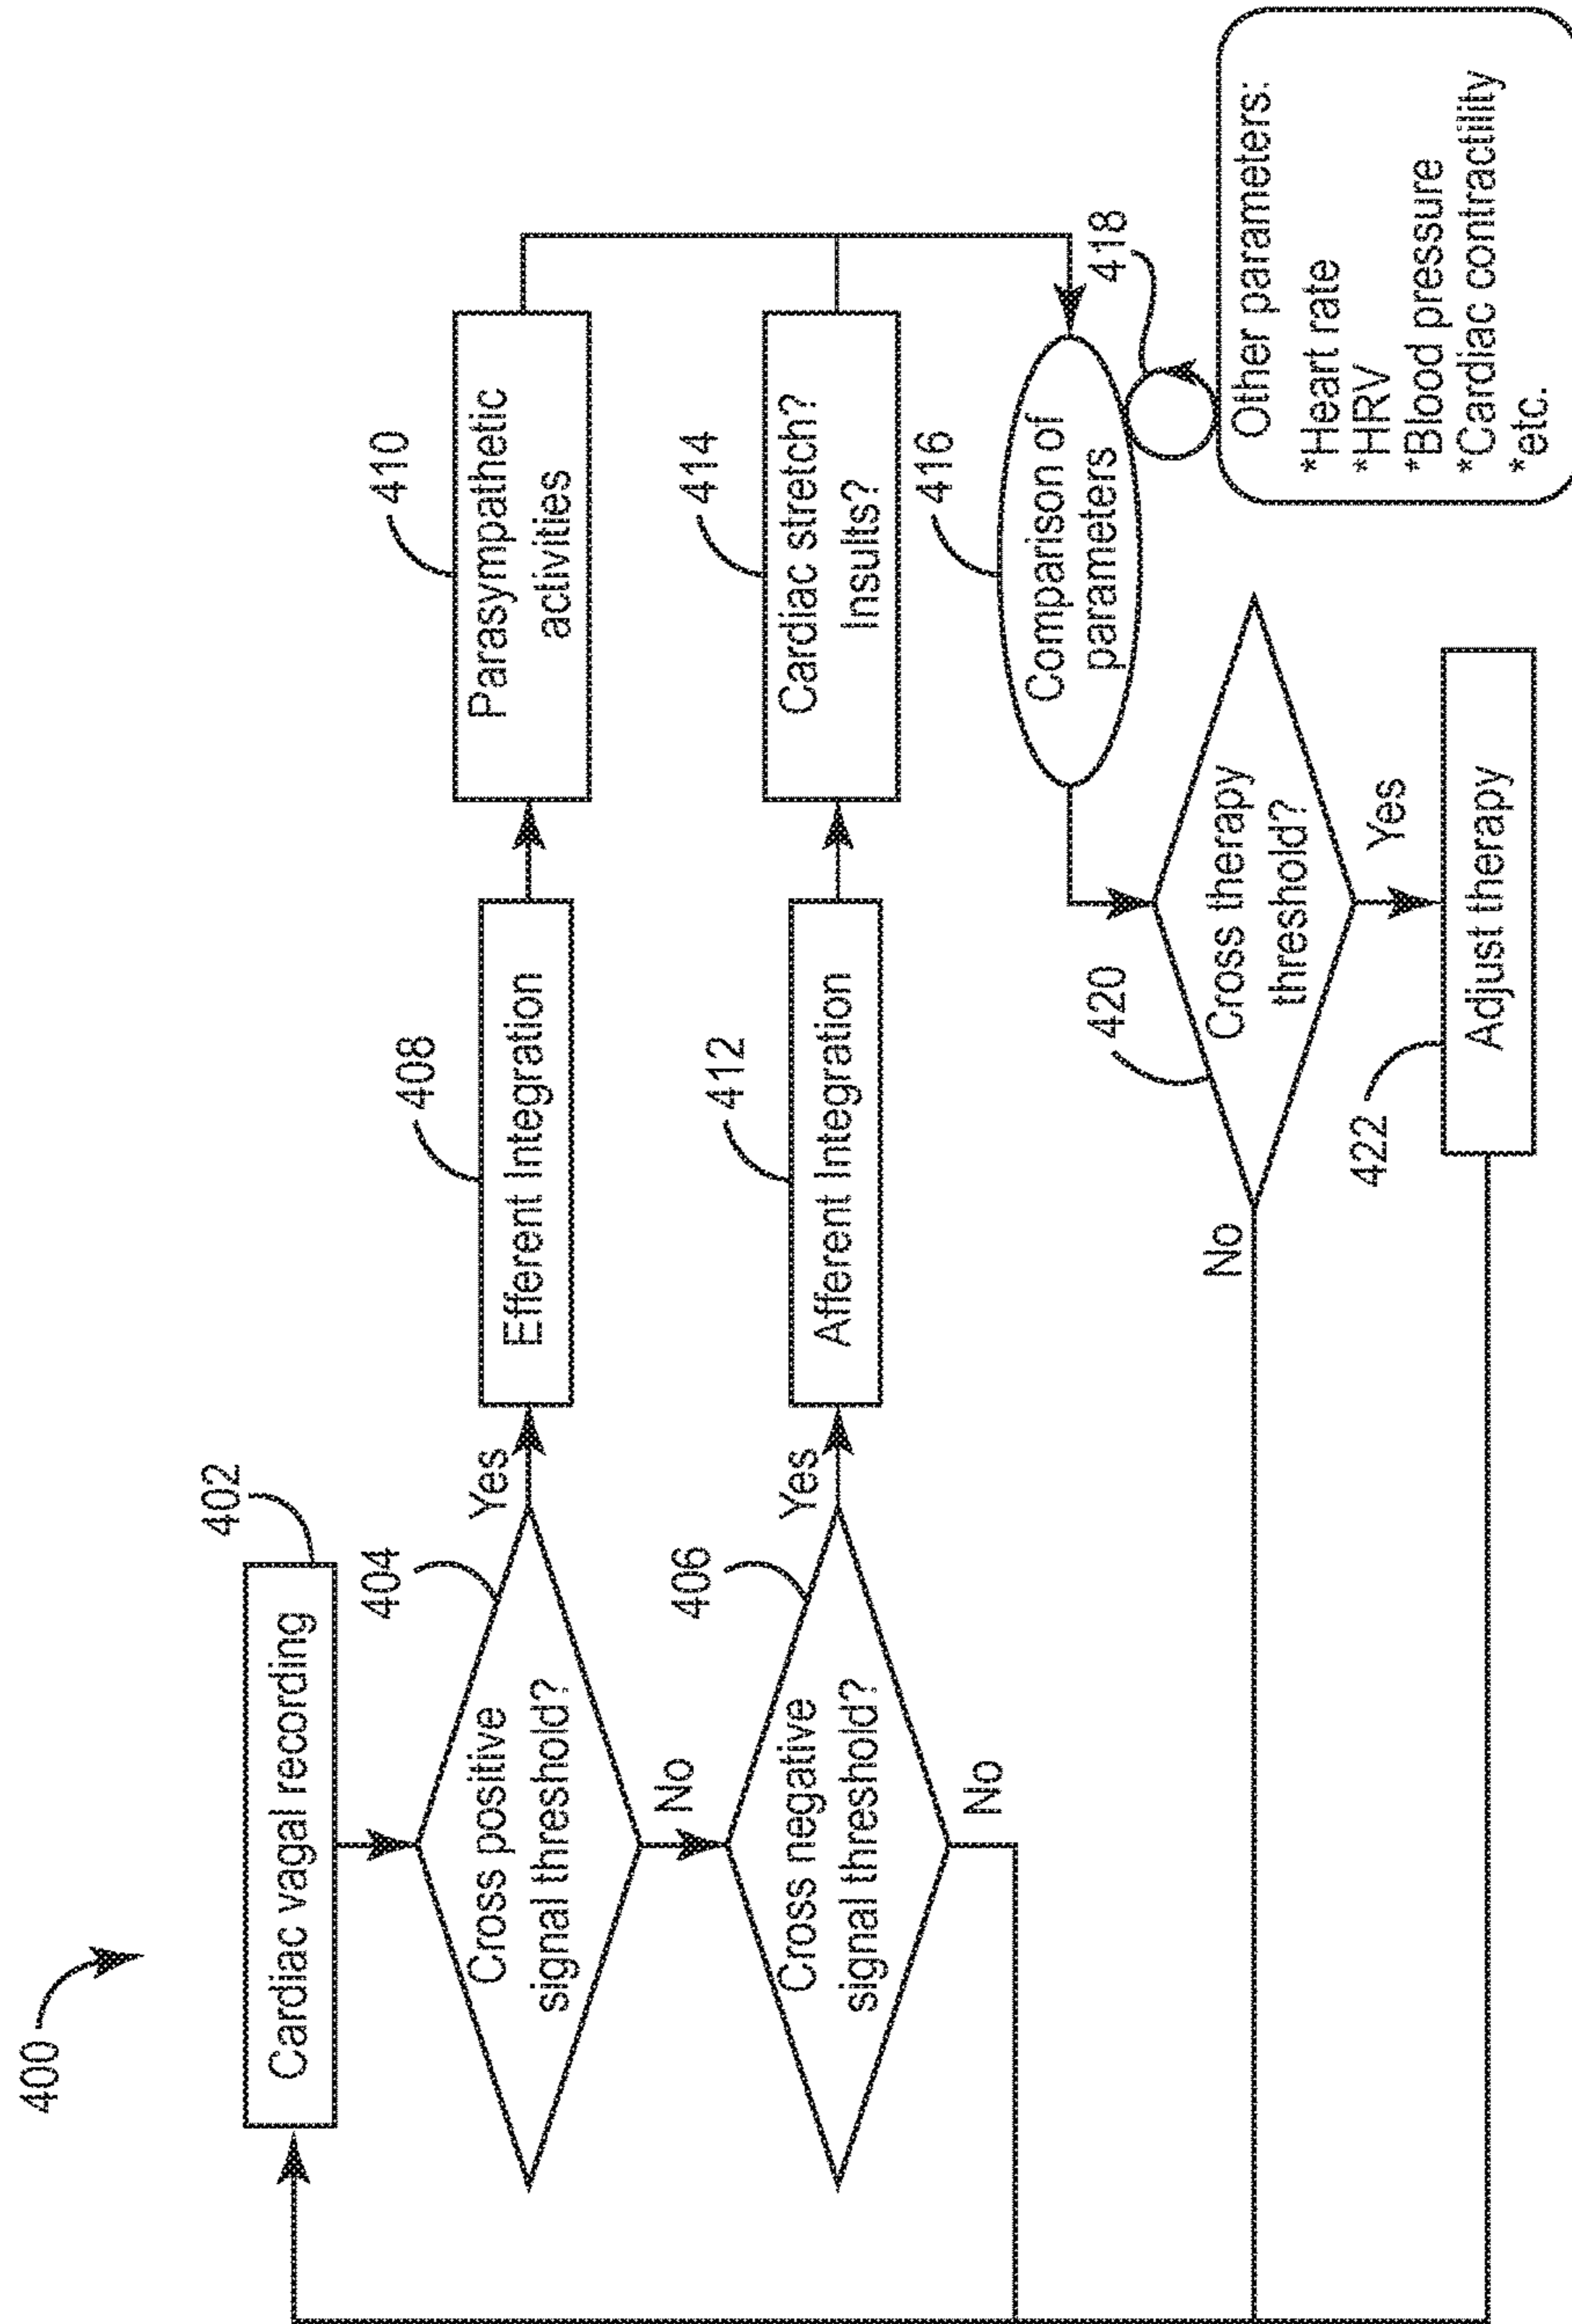 400
402
Cardiac vagal recording
404
Cross positive
signal threshold?
Yes
No
408
Efferent Integration
410
Parasympathetic
activities
406
Cross negative
signal threshold?
Yes
No
412
Afferent Integration
414
Cardiac stretch?
Insults?
416
Comparison of
parameters
418
Other parameters:
*Heart rate
*HRV
*Blood pressure
*Cardiac contractility
*etc.
420
Cross therapy
threshold?
No
Yes
422
Adjust therapy